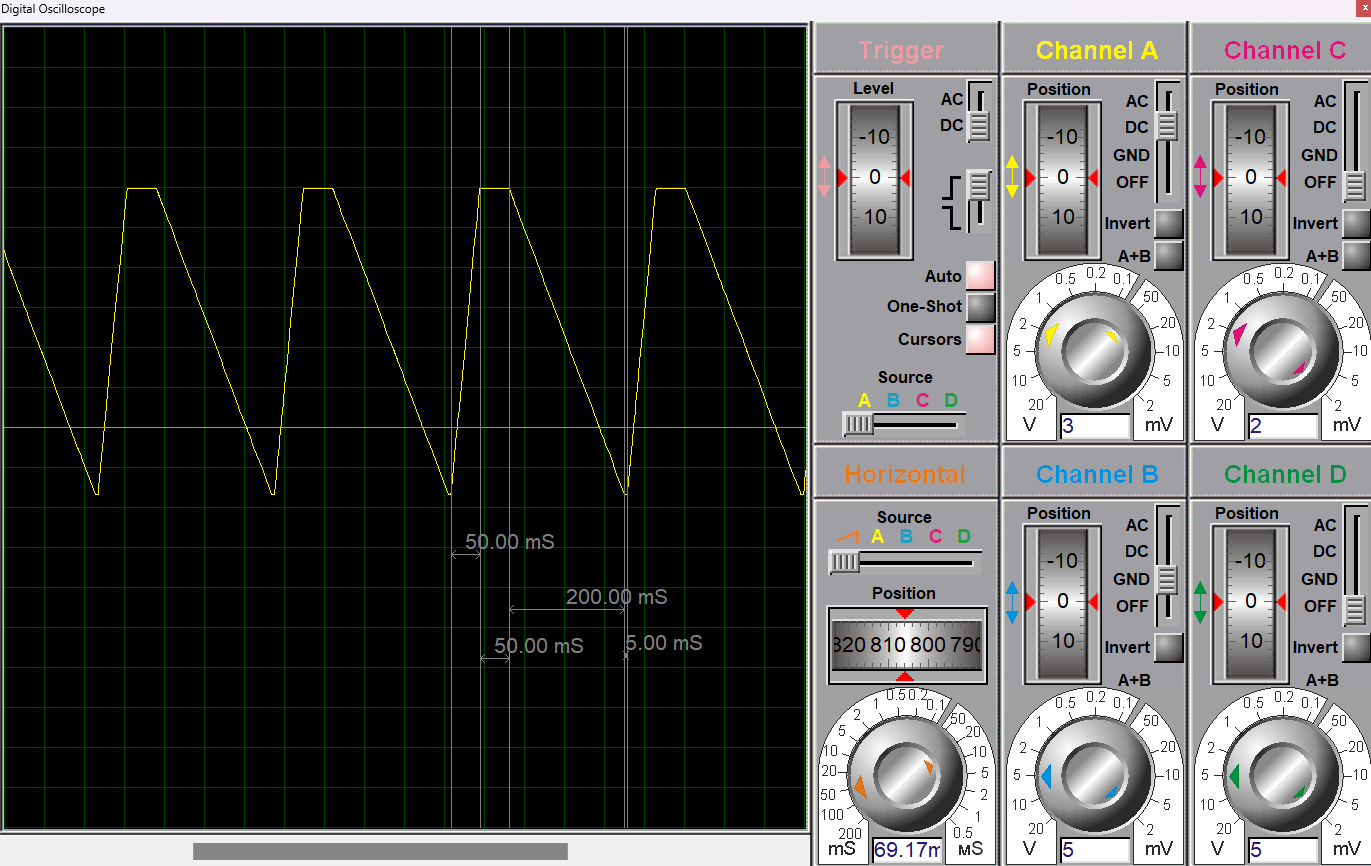 Digital Oscilloscope
x
50.00 mS
200.00 mS
50.00 mS
5.00 mS
Trigger
Level
-10
0
10
AC
DC
Auto
One-Shot
Cursors
Source
A B C D
Channel A
Position
-10
0
10
AC
DC
GND
OFF
Invert
A+B
20 10 5 2 1 0.5 0.2 0.1 50 20 10 5 2
V
3
mV
Channel C
Position
-10
0
10
AC
DC
GND
OFF
Invert
A+B
20 10 5 2 1 0.5 0.2 0.1 50 20 10 5 2
V
2
mV
Horizontal
Source
A B C D
Position
820 810 800 790
200 100 50 20 10 5 2 1 0.5 0.2 0.1 50 20 10 5 2 1 0.5
mS
69.17m
мS
Channel B
Position
-10
0
10
AC
DC
GND
OFF
Invert
A+B
20 10 5 2 1 0.5 0.2 0.1 50 20 10 5 2
V
5
mV
Channel D
Position
-10
0
10
AC
DC
GND
OFF
Invert
A+B
20 10 5 2 1 0.5 0.2 0.1 50 20 10 5 2
V
5
mV